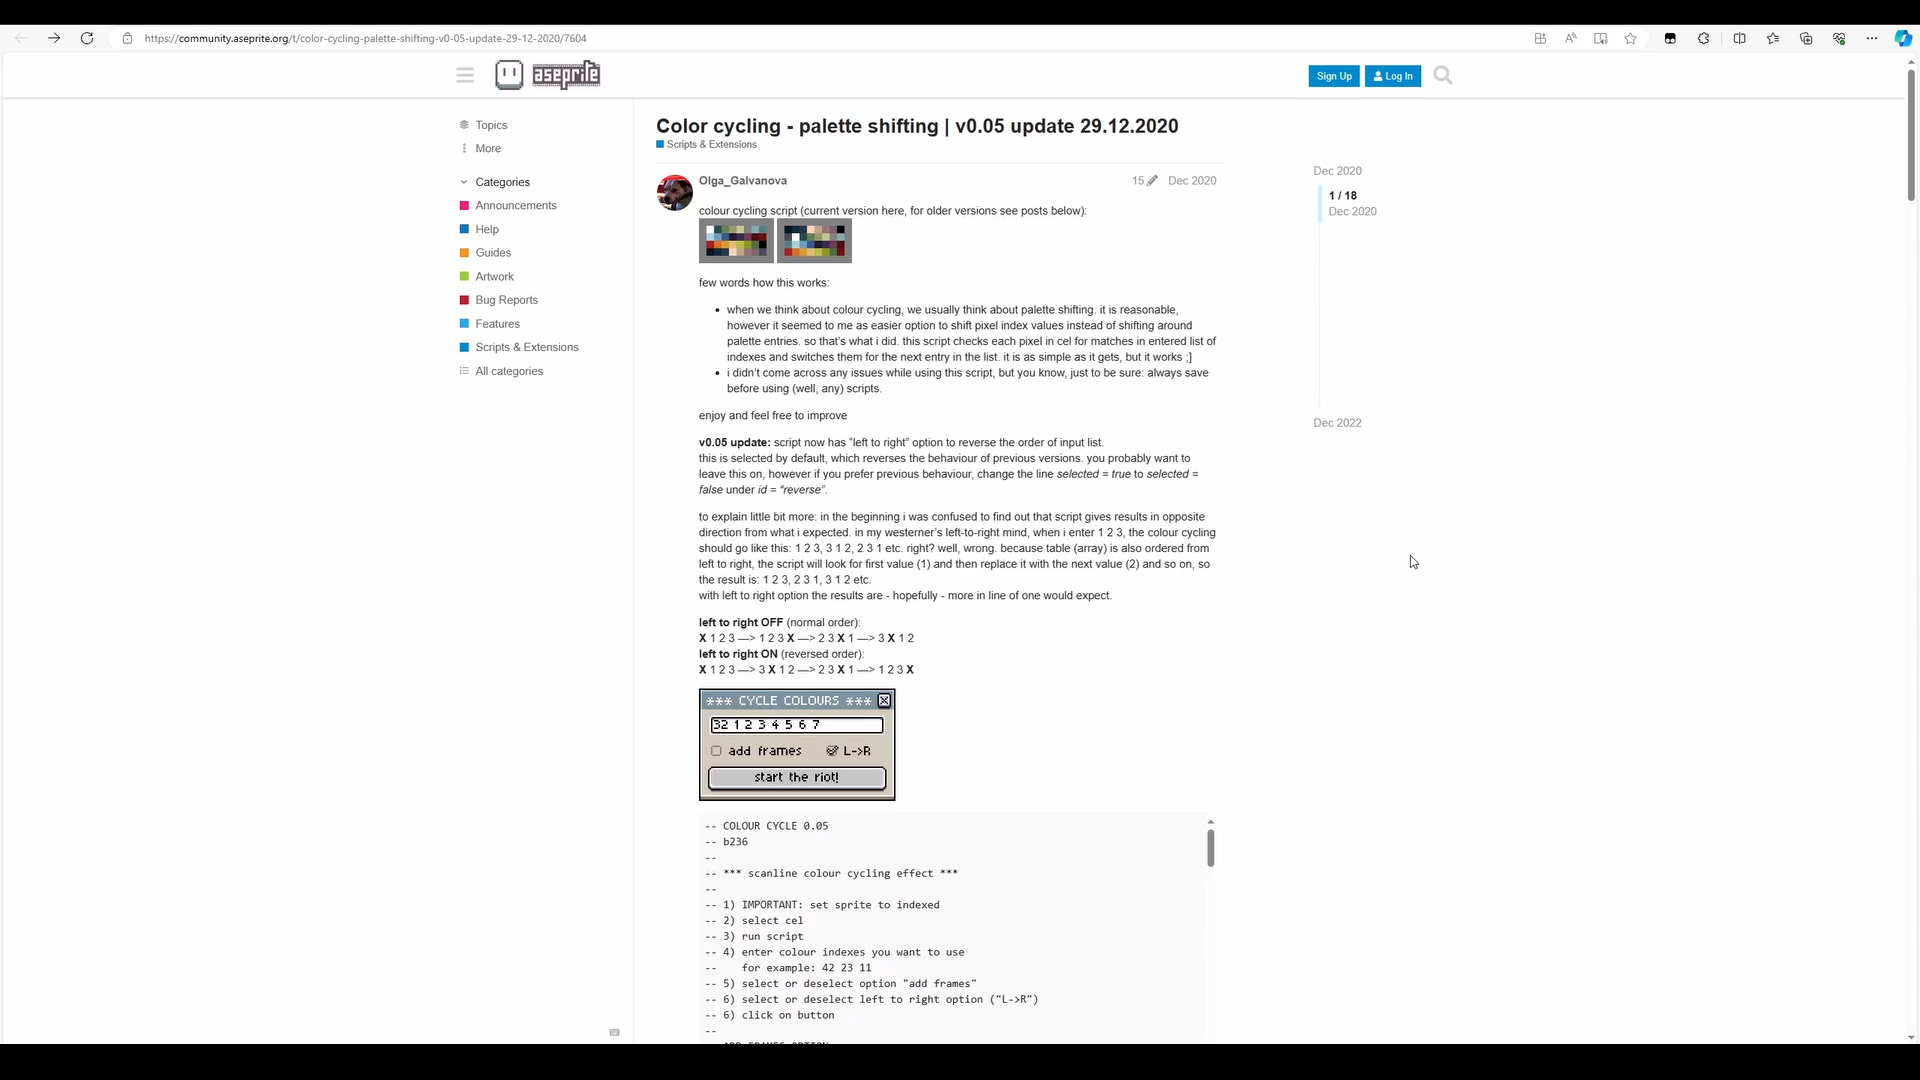 https://community.aseprite.org/t/color-cycling-palette-shifting-v0-05-update-29-12-2020/7604
aseprite
Sign Up
Log In
Topics
More
Categories
Announcements
Help
Guides
Artwork
Bug Reports
Features
Scripts & Extensions
All categories
Color cycling - palette shifting | v0.05 update 29.12.2020
Scripts & Extensions
Olga_Galvanova
15
Dec 2020
colour cycling script (current version here, for older versions see posts below):
few words how this works:
• when we think about colour cycling, we usually think about palette shifting. it is reasonable,
however it seemed to me as easier option to shift pixel index values instead of shifting around
palette entries. so that's what i did. this script checks each pixel in cel for matches in entered list of
indexes and switches them for the next entry in the list. it is as simple as it gets, but it works ;]
• i didn't come across any issues while using this script, but you know, just to be sure: always save
before using (well, any) scripts.
enjoy and feel free to improve
v0.05 update: script now has "left to right" option to reverse the order of input list.
this is selected by default, which reverses the behaviour of previous versions. you probably want to
leave this on, however if you prefer previous behaviour, change the line selected = true to selected =
false under id = "reverse".
to explain little bit more: in the beginning i was confused to find out that script gives results in opposite
direction from what i expected. in my westerner's left-to-right mind, when i enter 1 2 3, the colour cycling
should go like this: 1 2 3, 3 1 2, 2 3 1 etc. right? well, wrong. because table (array) is also ordered from
left to right, the script will look for first value (1) and then replace it with the next value (2) and so on, so
the result is: 1 2 3, 2 3 1, 3 1 2 etc.
with left to right option the results are - hopefully - more in line of one would expect.
left to right OFF (normal order):
X 1 2 3 —> 1 2 3 X —> 2 3 X 1 —> 3 X 1 2
left to right ON (reversed order):
X 1 2 3 —> 3 X 1 2 —> 2 3 X 1 —> 1 2 3 X
*** CYCLE COLOURS ***
32 1 2 3 4 5 6 7
add frames
L->R
start the riot!
-- COLOUR CYCLE 0.05
-- b236
--
-- *** scanline colour cycling effect ***
--
-- 1) IMPORTANT: set sprite to indexed
-- 2) select cel
-- 3) run script
-- 4) enter colour indexes you want to use
--    for example: 42 23 11
-- 5) select or deselect option "add frames"
-- 6) select or deselect left to right option ("L->R")
-- 6) click on button
--
Dec 2020
1 / 18
Dec 2020
Dec 2022